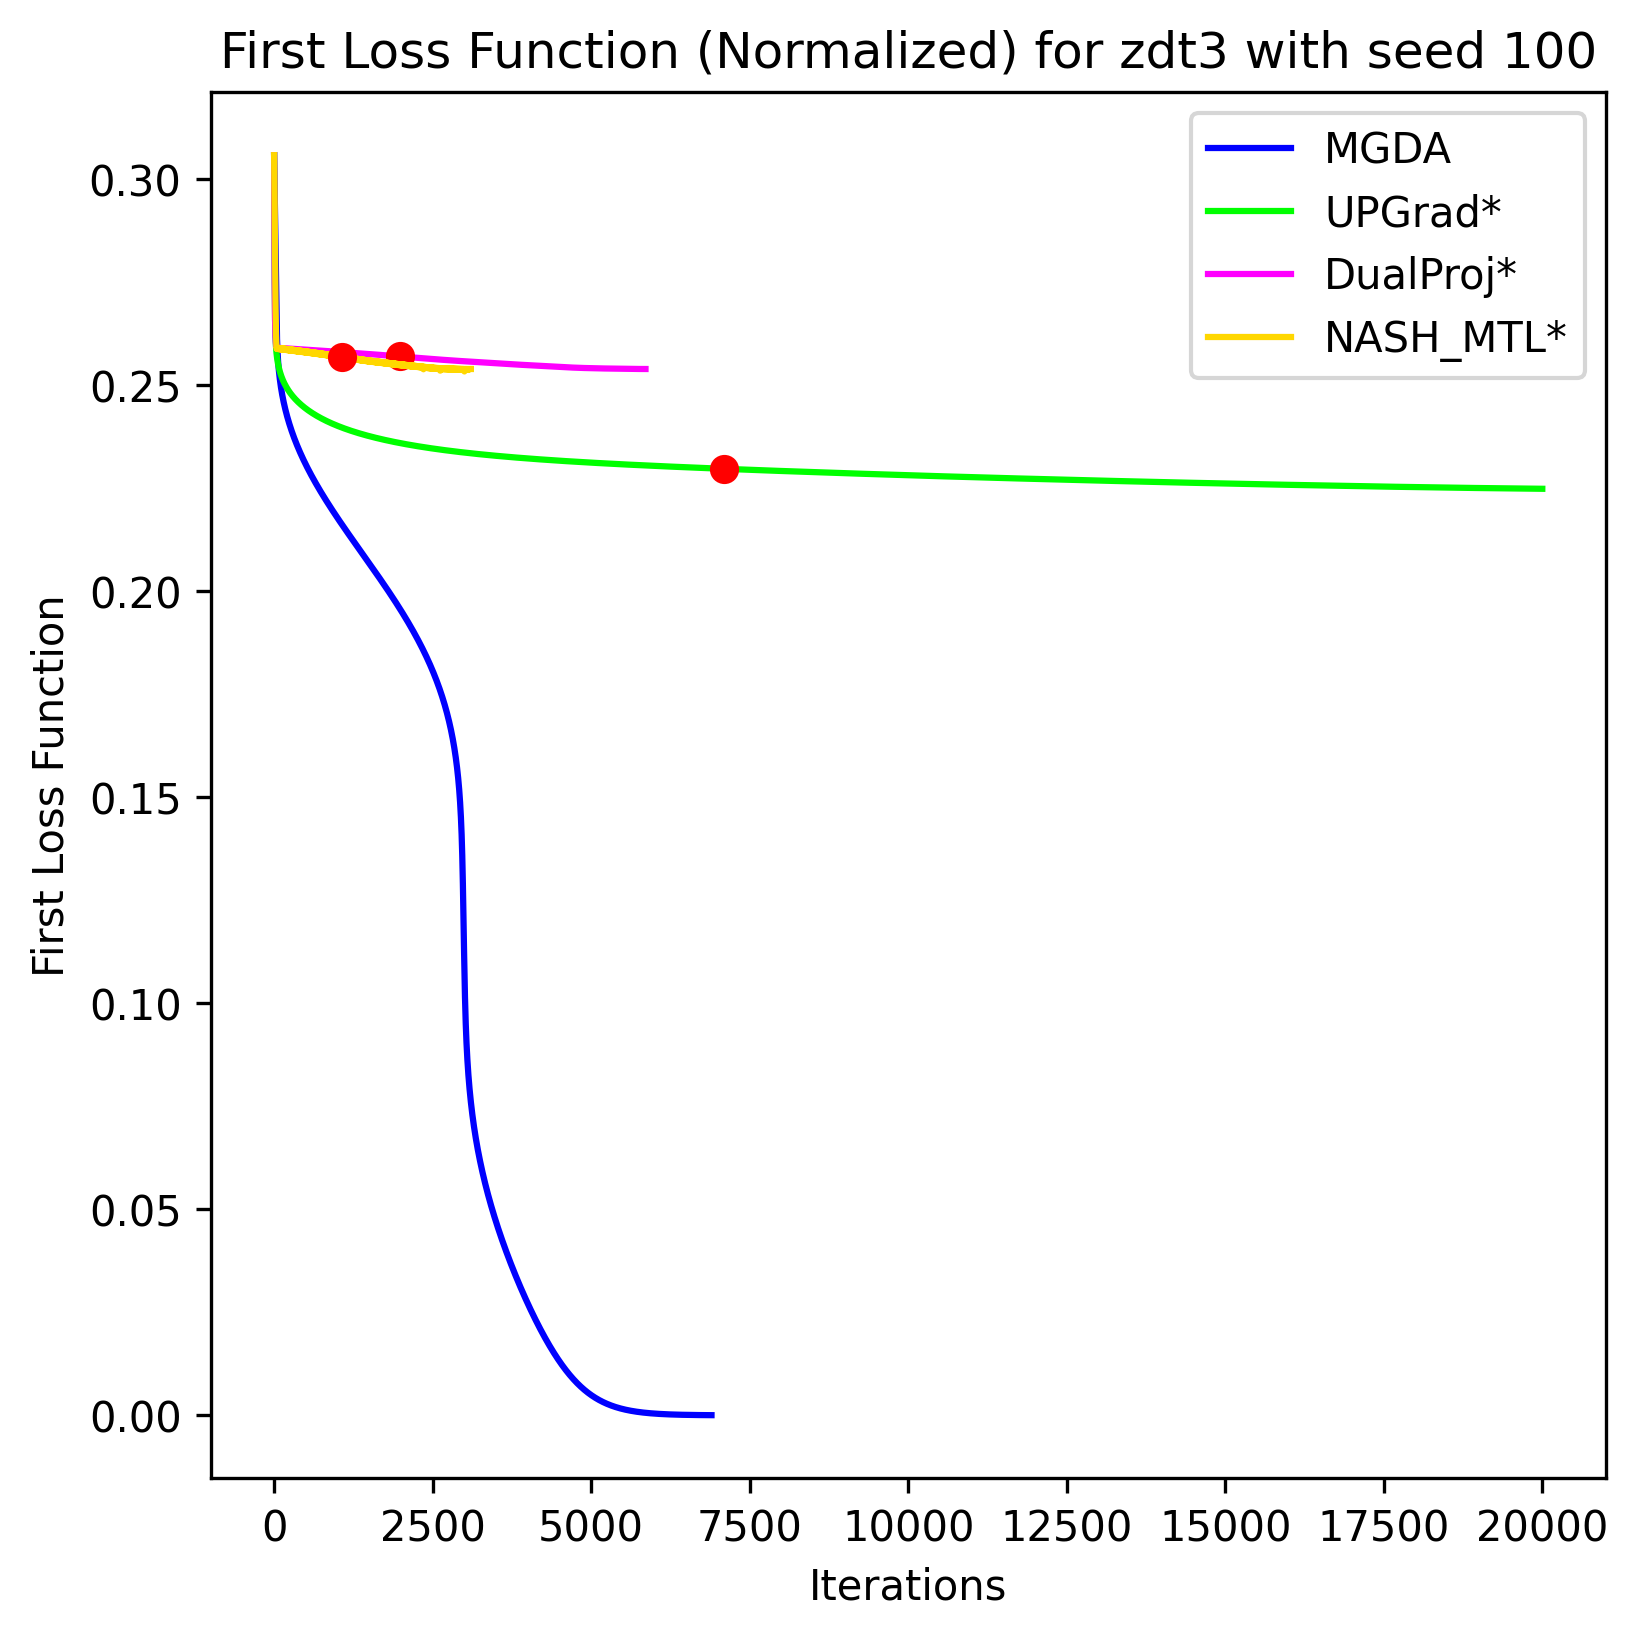 First Loss Function (Normalized) for zdt3 with seed 100
MGDA
UPGrad*
DualProj*
NASH_MTL*
First Loss Function
0.30
0.25
0.20
0.15
0.10
0.05
0.00
0 2500 5000 7500 10000 12500 15000 17500 20000
Iterations